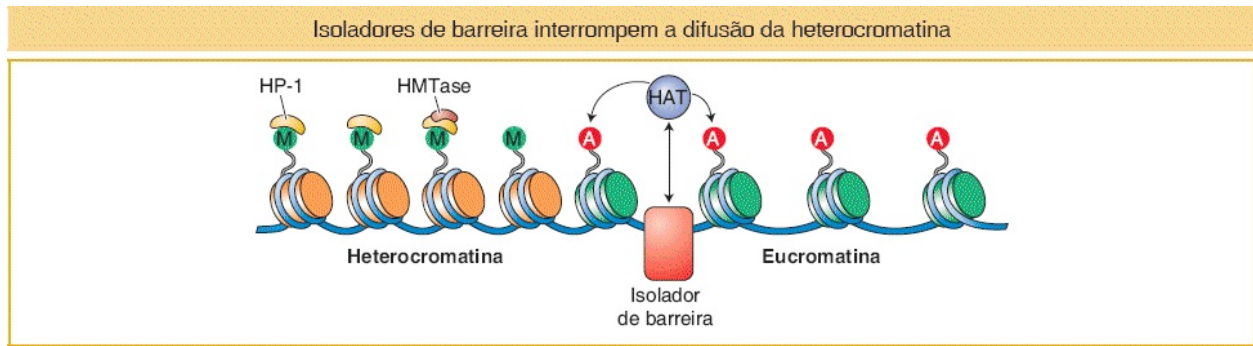 Isoladores de barreira interrompem a difusão da heterocromatina
HP-1
HMTase
HAT
M
M
M
M
A
A
A
A
Heterocromatina
Eucromatina
Isolador
de barreira